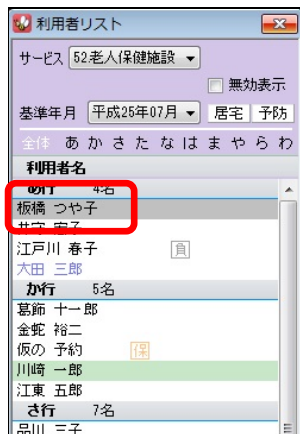 利用者リスト
サービス 52老人保健施設
無効表示
基準年月 平成25年07月 居宅 予防
全体 あ か さ た な は ま や ら わ
利用者名
あ行 4名
板橋 つや子
江戸川 春子 負
大田 三郎
か行 5名
葛飾 十一郎
金蛇 裕二
仮の 予約 保
川崎 一郎
江東 五郎
さ行 7名
品川 三子